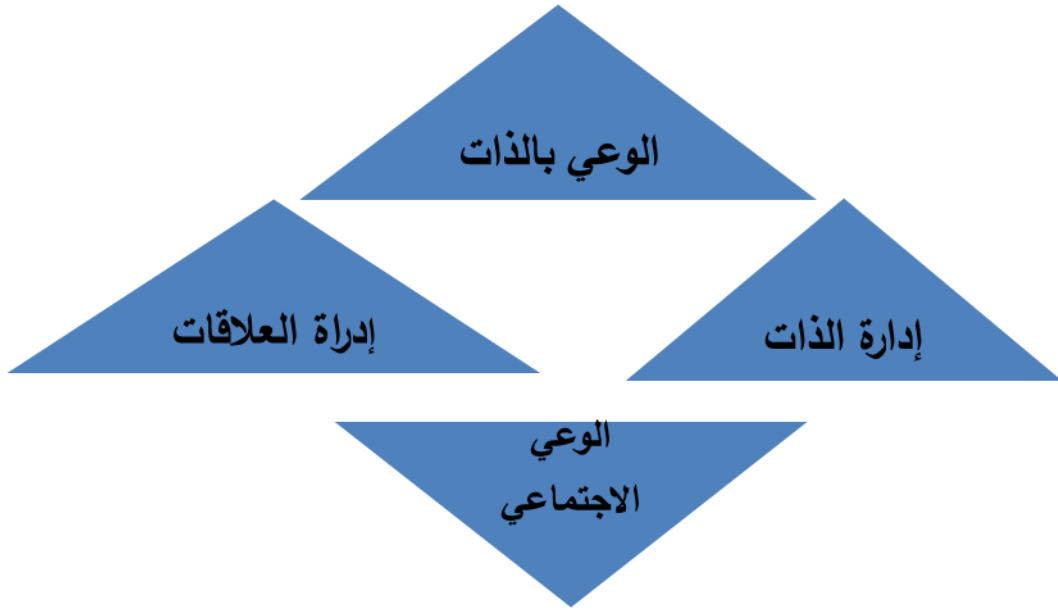 الوعي بالذات
إدارة الذات
إدراة العلاقات
الوعي
الاجتماعي